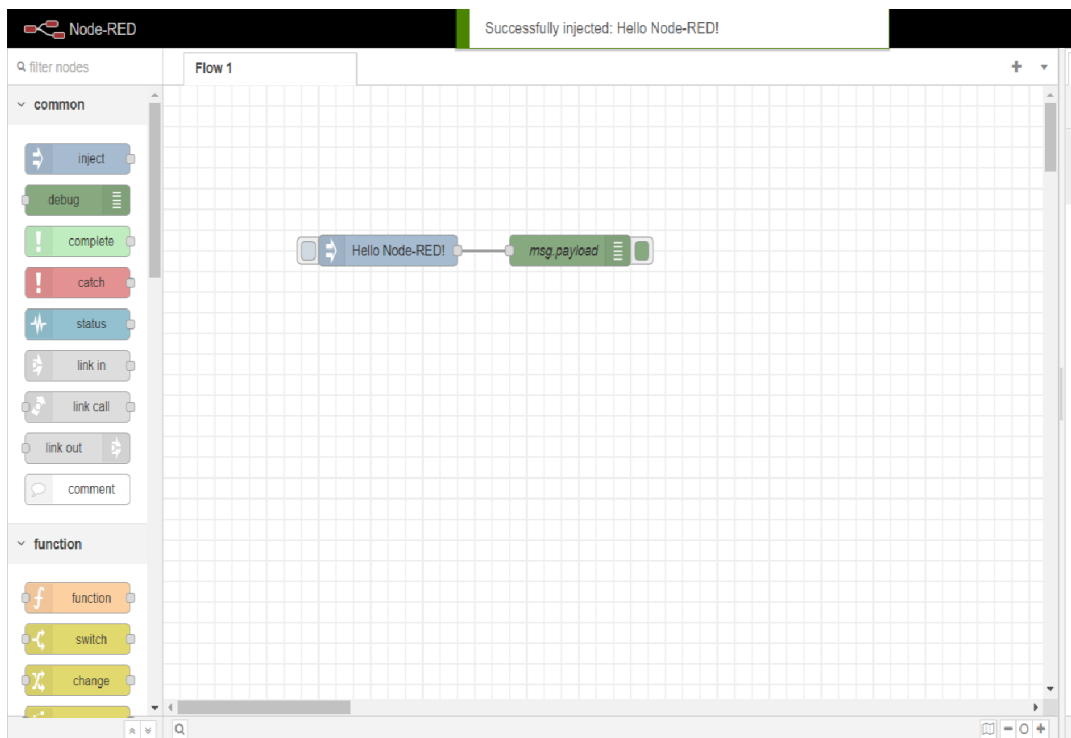 Node-RED
Successfully injected: Hello Node-RED!
filter nodes
Flow 1
common
inject
debug
complete
catch
status
link in
link call
link out
comment
function
function
switch
change
Hello Node-RED!
msg.payload